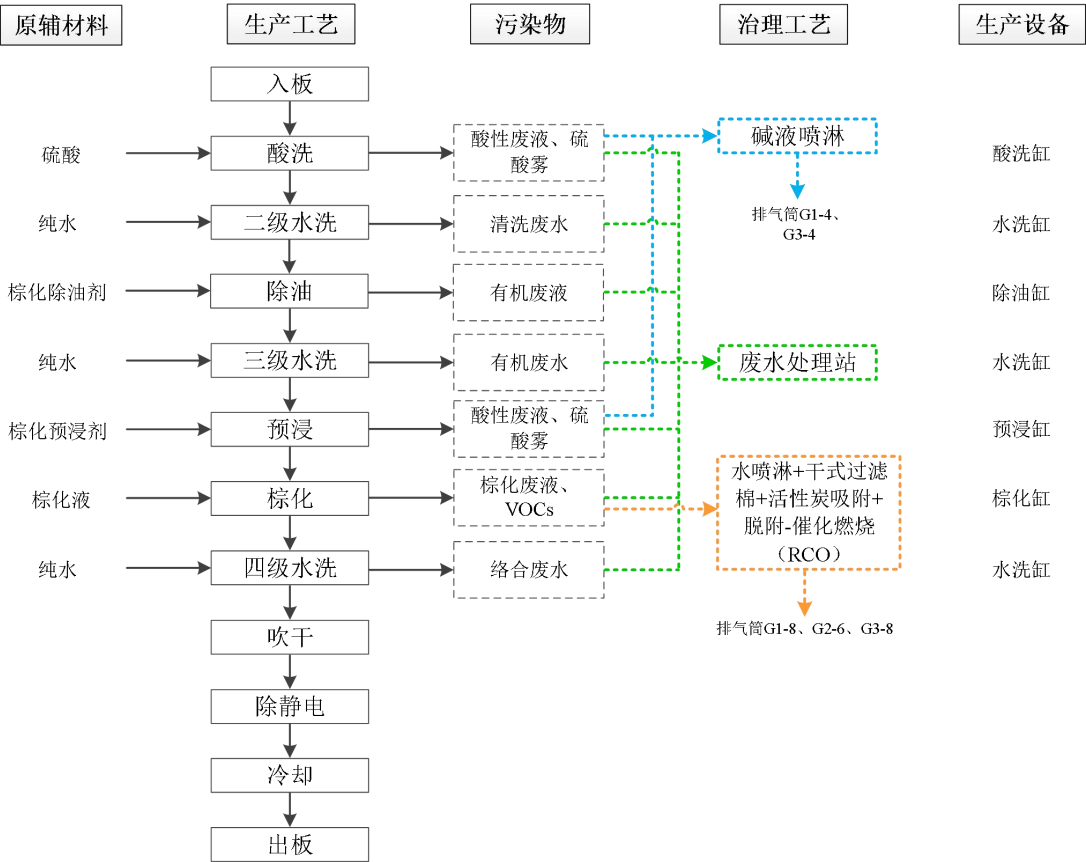 原辅材料 生产工艺 污染物 治理工艺 生产设备
入板
硫酸 酸洗 酸性废液、硫
酸雾 碱液喷淋 酸洗缸
排气筒G1-4、
G3-4
纯水 二级水洗 清洗废水 水洗缸
棕化除油剂 除油 有机废液 除油缸
纯水 三级水洗 有机废水 废水处理站 水洗缸
棕化预浸剂 预浸 酸性废液、硫
酸雾 预浸缸
棕化液 棕化 棕化废液、
VOCs 水喷淋+干式过滤
棉+活性炭吸附+
脱附-催化燃烧
（RCO） 棕化缸
纯水 四级水洗 络合废水 水洗缸
排气筒G1-8、G2-6、G3-8
吹干
除静电
冷却
出板